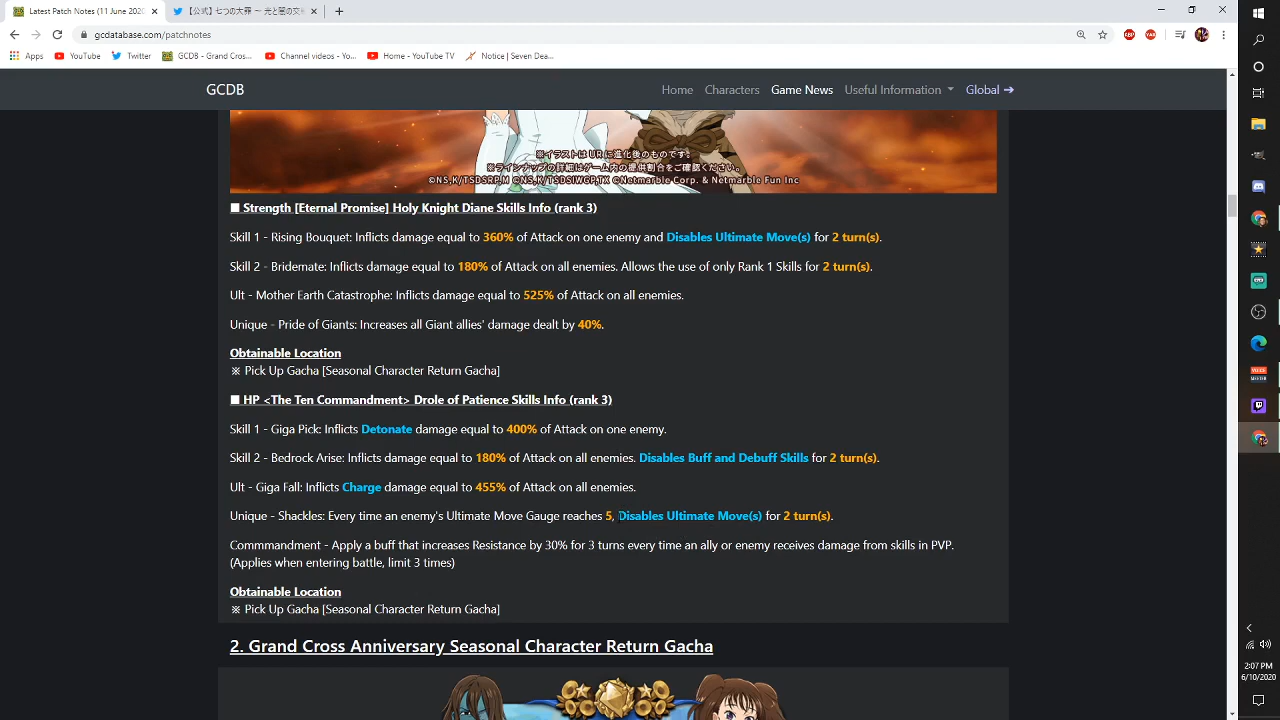 Latest Patch Notes (11 June 2020
【公式】七つの大罪 ～ 光と闇の交戦
gcdatabase.com/patchnotes
Apps
YouTube
Twitter
GCDB - Grand Cros...
Channel videos - Yo...
Home - YouTube TV
Notice | Seven Dea...
GCDB
Home
Characters
Game News
Useful Information
Global ➔
※イラストは UR に進化後のものです。
※ラインナップの詳細はゲーム内の提供割合をご確認ください。
©NS,K/TSDSRP,M ©NS,K/TSDSIWGP,TX ©Netmarble Corp. & Netmarble Fun Inc
■ Strength [Eternal Promise] Holy Knight Diane Skills Info (rank 3)
Skill 1 - Rising Bouquet: Inflicts damage equal to 360% of Attack on one enemy and Disables Ultimate Move(s) for 2 turn(s).
Skill 2 - Bridemate: Inflicts damage equal to 180% of Attack on all enemies. Allows the use of only Rank 1 Skills for 2 turn(s).
Ult - Mother Earth Catastrophe: Inflicts damage equal to 525% of Attack on all enemies.
Unique - Pride of Giants: Increases all Giant allies' damage dealt by 40%.
Obtainable Location
※ Pick Up Gacha [Seasonal Character Return Gacha]
■ HP <The Ten Commandment> Drole of Patience Skills Info (rank 3)
Skill 1 - Giga Pick: Inflicts Detonate damage equal to 400% of Attack on one enemy.
Skill 2 - Bedrock Arise: Inflicts damage equal to 180% of Attack on all enemies. Disables Buff and Debuff Skills for 2 turn(s).
Ult - Giga Fall: Inflicts Charge damage equal to 455% of Attack on all enemies.
Unique - Shackles: Every time an enemy's Ultimate Move Gauge reaches 5, Disables Ultimate Move(s) for 2 turn(s).
Commmandment - Apply a buff that increases Resistance by 30% for 3 turns every time an ally or enemy receives damage from skills in PVP.
(Applies when entering battle, limit 3 times)
Obtainable Location
※ Pick Up Gacha [Seasonal Character Return Gacha]
2. Grand Cross Anniversary Seasonal Character Return Gacha
2:07 PM
6/10/2020